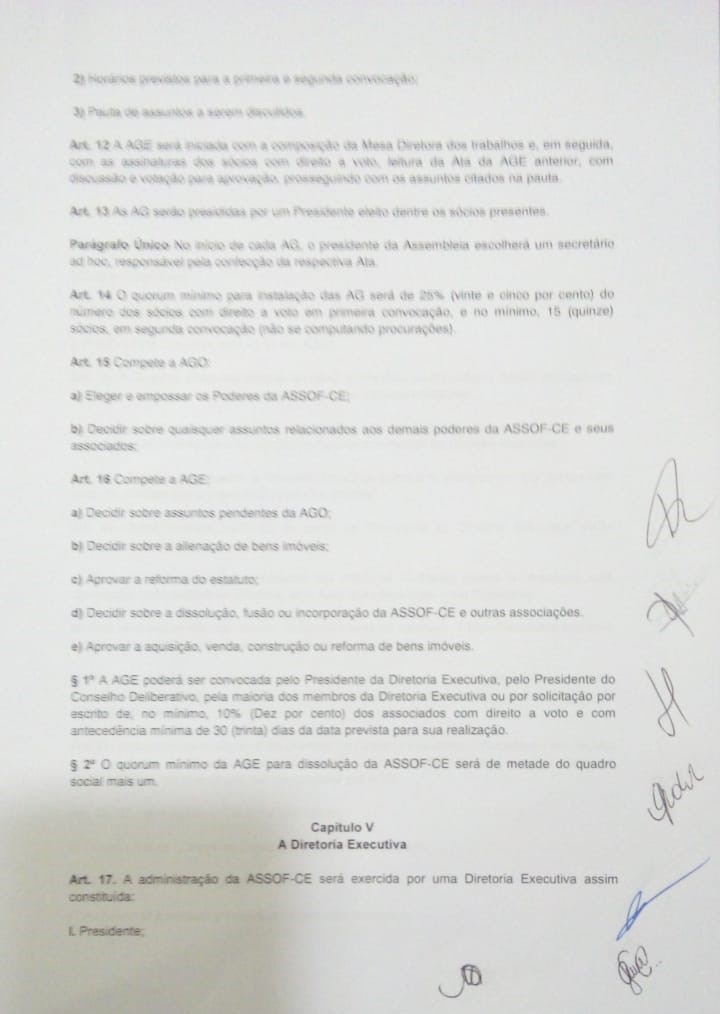 2) Horários previstos para a primeira e segunda convocação;
3) Pauta de assuntos a serem discutidos.
Art. 12 A AGE será iniciada com a composição da Mesa Diretora dos trabalhos e, em seguida,
com as assinaturas dos sócios com direito a voto, leitura da Ata da AGE anterior, com
discussão e votação para aprovação, prosseguindo com os assuntos citados na pauta.
Art. 13 As AG serão presididas por um Presidente eleito dentre os sócios presentes.
Parágrafo Único No início de cada AG, o presidente da Assembleia escolherá um secretário
ad hoc, responsável pela confecção da respectiva Ata.
Art. 14 O quorum mínimo para instalação das AG será de 25% (vinte e cinco por cento) do
número dos sócios com direito a voto em primeira convocação, e no mínimo, 15 (quinze)
sócios, em segunda convocação (não se computando procurações).
Art. 15 Compete a AGO:
a) Eleger e empossar os Poderes da ASSOF-CE;
b) Decidir sobre quaisquer assuntos relacionados aos demais poderes da ASSOF-CE e seus
associados;
Art. 16 Compete a AGE:
a) Decidir sobre assuntos pendentes da AGO;
b) Decidir sobre a alienação de bens imóveis;
c) Aprovar a reforma do estatuto;
d) Decidir sobre a dissolução, fusão ou incorporação da ASSOF-CE e outras associações.
e) Aprovar a aquisição, venda, construção ou reforma de bens imóveis.
§ 1º A AGE poderá ser convocada pelo Presidente da Diretoria Executiva, pelo Presidente do
Conselho Deliberativo, pela maioria dos membros da Diretoria Executiva ou por solicitação por
escrito de, no mínimo, 10% (Dez por cento) dos associados com direito a voto e com
antecedência mínima de 30 (trinta) dias da data prevista para sua realização.
§ 2º O quorum mínimo da AGE para dissolução da ASSOF-CE será de metade do quadro
social mais um.
Capítulo V
A Diretoria Executiva
Art. 17. A administração da ASSOF-CE será exercida por uma Diretoria Executiva assim
constituída:
I. Presidente;